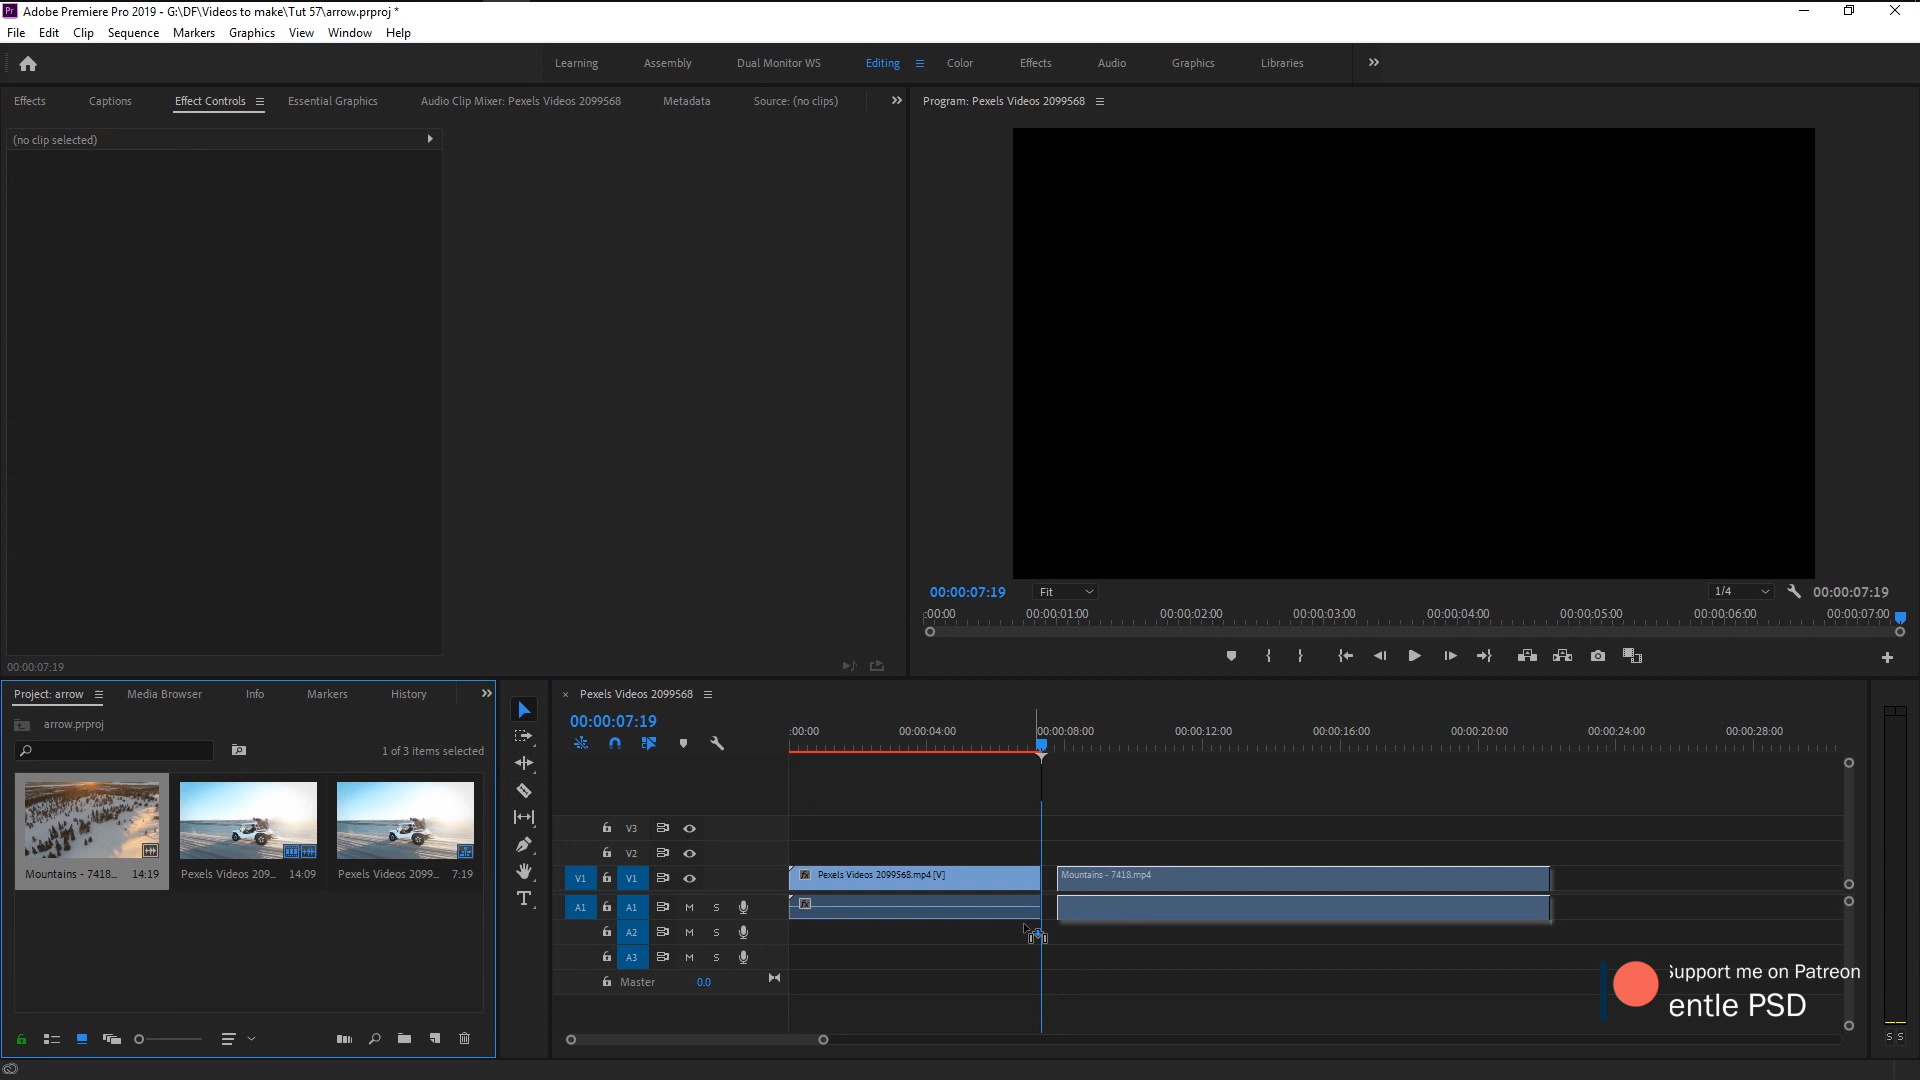 Adobe Premiere Pro 2019 - G:\DF\Videos to make\Tut 57\arrow.prproj *
File Edit Clip Sequence Markers Graphics View Window Help
Learning Assembly Dual Monitor WS Editing Color Effects Audio Graphics Libraries
Effects Captions Effect Controls Essential Graphics Audio Clip Mixer: Pexels Videos 2099568 Metadata Source: (no clips)
Program: Pexels Videos 2099568
(no clip selected)
00:00:07:19 Fit 1/4 00:00:07:19
:00:00 00:00:01:00 00:00:02:00 00:00:03:00 00:00:04:00 00:00:05:00 00:00:06:00 00:00:07:00
00:00:07:19
Project: arrow Media Browser Info Markers History
arrow.prproj
1 of 3 items selected
Mountains - 7418... 14:19
Pexels Videos 209... 14:09
Pexels Videos 2099... 7:19
Pexels Videos 2099568
00:00:07:19
:00:00 00:00:04:00 00:00:08:00 00:00:12:00 00:00:16:00 00:00:20:00 00:00:24:00 00:00:28:00
V3
V2
V1 V1 fx Pexels Videos 2099568.mp4 [V] Mountains - 7418.mp4
A1 A1 M S fx
A2 M S
A3 M S
Master 0.0
Support me on Patreon
entle PSD
S S